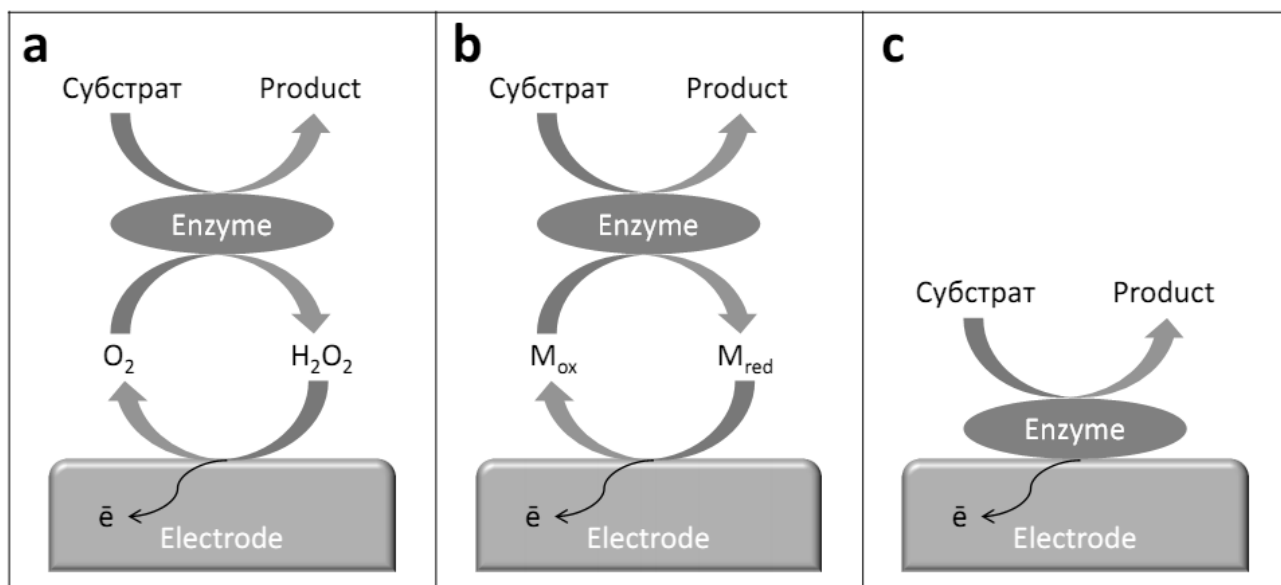 a
Субстрат Product
Enzyme
O₂ H₂O₂
ē
Electrode
b
Субстрат Product
Enzyme
Mox Mred
ē
Electrode
c
Субстрат Product
Enzyme
ē
Electrode